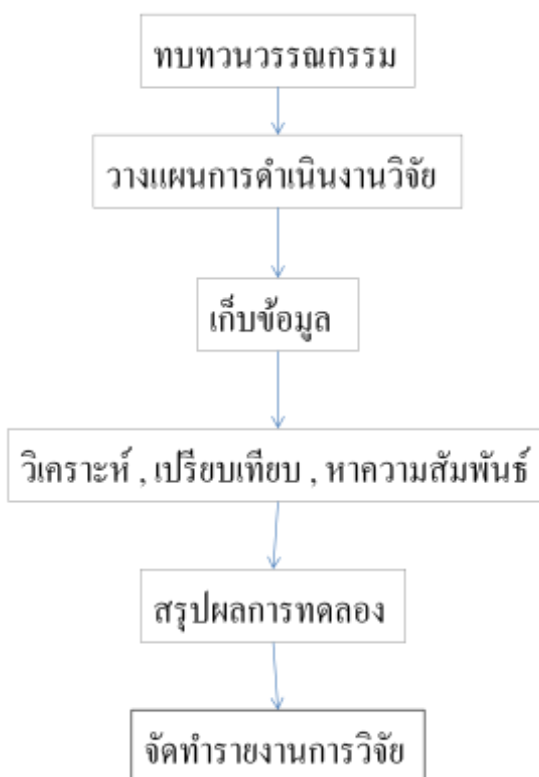 ทบทวนวรรณกรรม
วางแผนการดำเนินงานวิจัย
เก็บข้อมูล
วิเคราะห์ , เปรียบเทียบ , หาความสัมพันธ์
สรุปผลการทดลอง
จัดทำรายงานการวิจัย